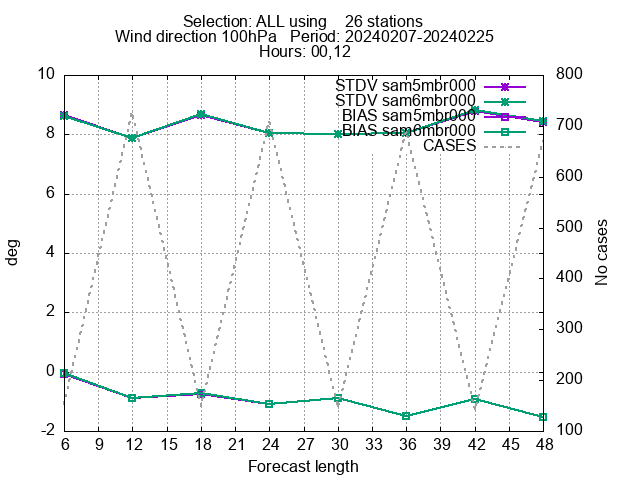 Selection: ALL using    26 stations
Wind direction 100hPa   Period: 20240207-20240225
Hours: 00,12
STDV sam5mbr000
STDV sam6mbr000
BIAS sam5mbr000
BIAS sam6mbr000
CASES
10
8
6
4
2
0
-2
deg
800
700
600
500
400
300
200
100
No cases
6 9 12 15 18 21 24 27 30 33 36 39 42 45 48
Forecast length